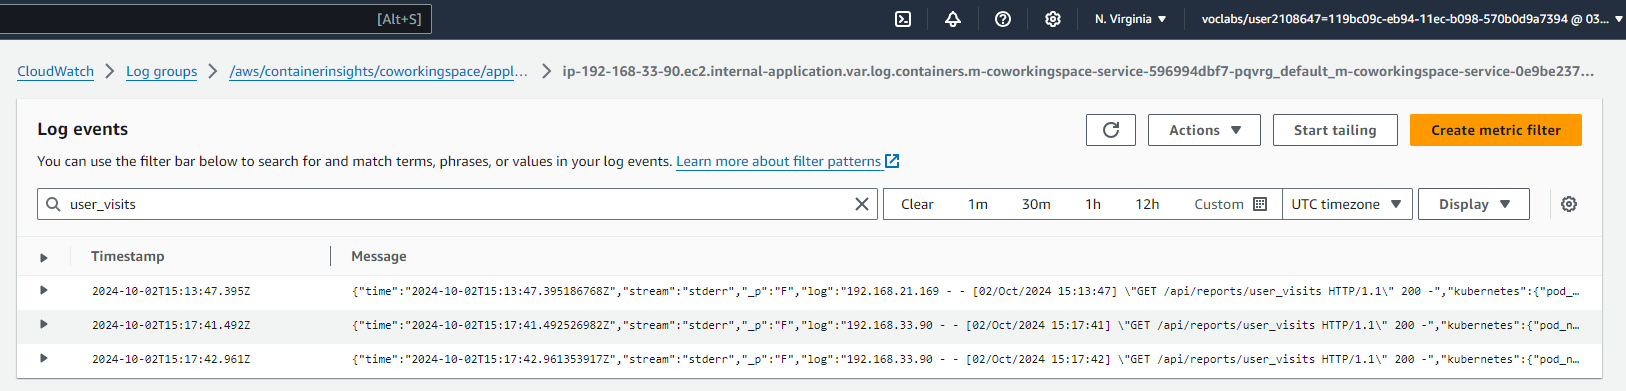 [Alt+S] N. Virginia voclabs/user2108647=119bc09c-eb94-11ec-b098-570b0d9a7394 @ 03...
CloudWatch Log groups /aws/containerinsights/coworkingspace/appl... ip-192-168-33-90.ec2.internal-application.var.log.containers.m-coworkingspace-service-596994dbf7-pqvrg_default_m-coworkingspace-service-0e9be237...
Log events Actions Start tailing Create metric filter
You can use the filter bar below to search for and match terms, phrases, or values in your log events. Learn more about filter patterns
user_visits Clear 1m 30m 1h 12h Custom UTC timezone Display
Timestamp Message
2024-10-02T15:13:47.395Z {"time":"2024-10-02T15:13:47.395186768Z","stream":"stderr","_p":"F","log":"192.168.21.169 - - [02/Oct/2024 15:13:47] \"GET /api/reports/user_visits HTTP/1.1\" 200 -","kubernetes":{"pod_...
2024-10-02T15:17:41.492Z {"time":"2024-10-02T15:17:41.492526982Z","stream":"stderr","_p":"F","log":"192.168.33.90 - - [02/Oct/2024 15:17:41] \"GET /api/reports/user_visits HTTP/1.1\" 200 -","kubernetes":{"pod_n...
2024-10-02T15:17:42.961Z {"time":"2024-10-02T15:17:42.961353917Z","stream":"stderr","_p":"F","log":"192.168.33.90 - - [02/Oct/2024 15:17:42] \"GET /api/reports/user_visits HTTP/1.1\" 200 -","kubernetes":{"pod_n...